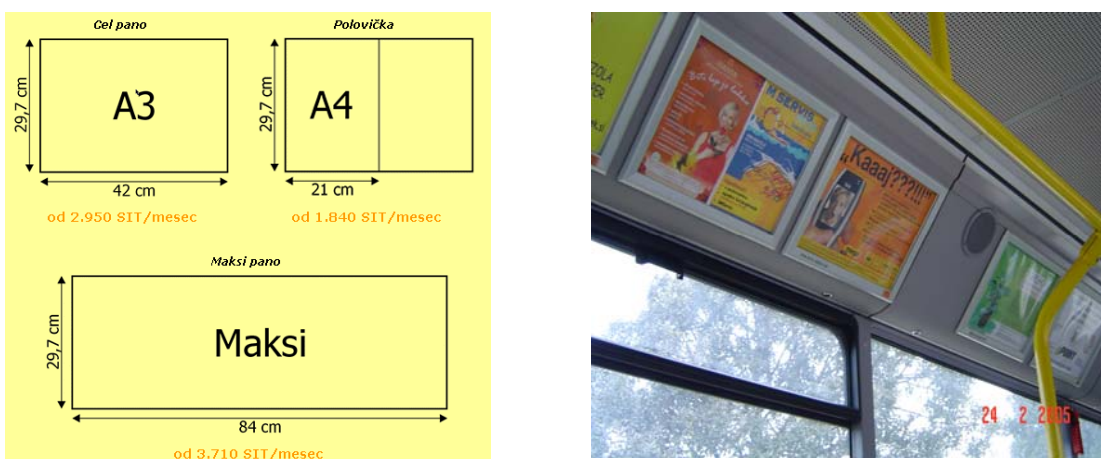 Cel pano
29,7 cm
A3
42 cm
od 2.950 SIT/mesec
Polovička
29,7 cm
A4
21 cm
od 1.840 SIT/mesec
Maksi pano
29,7 cm
Maksi
84 cm
od 3.710 SIT/mesec
M SERVIS
„Kaaaj???!!!"
24 2 2005